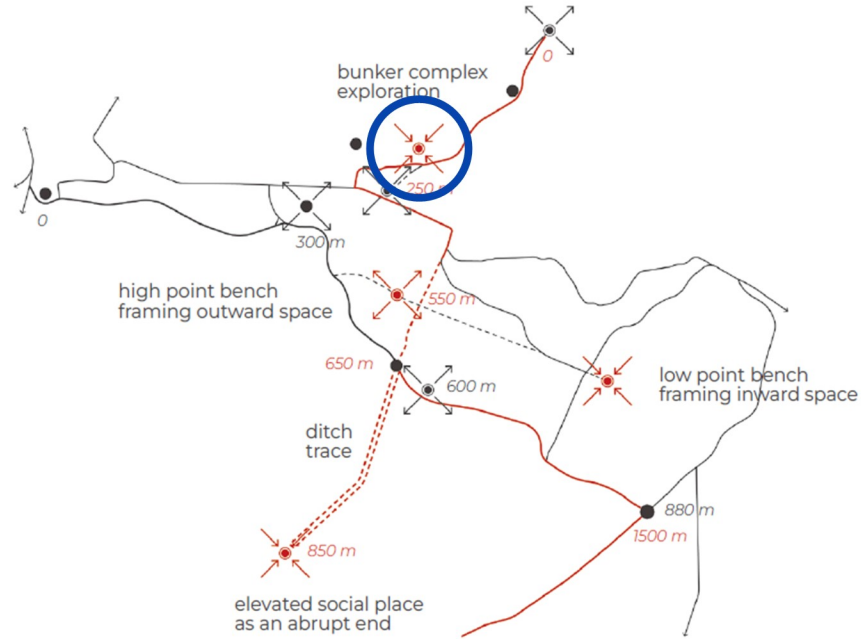 0
bunker complex
exploration
250 m
0
300 m
high point bench
framing outward space
550 m
650 m
600 m
low point bench
framing inward space
ditch
trace
880 m
1500 m
850 m
elevated social place
as an abrupt end